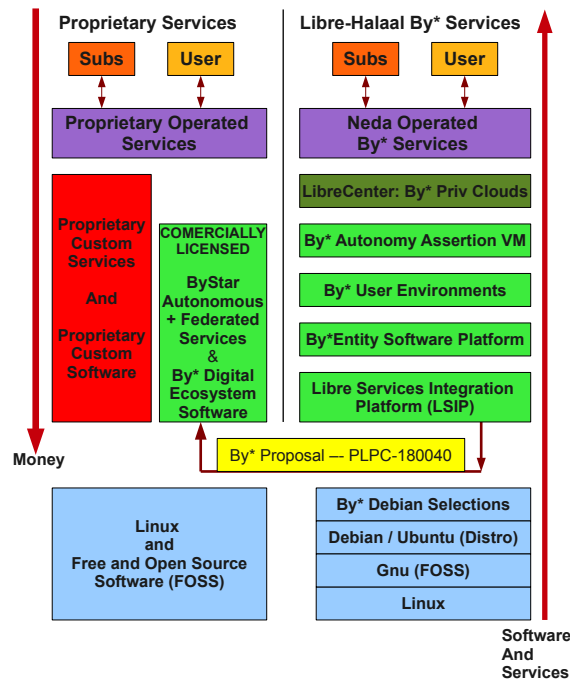 Proprietary Services
Subs
User
Proprietary Operated
Services
Proprietary
Custom
Services
And
Proprietary
Custom
Software
COMERCIALLY
LICENSED
ByStar
Autonomous
+ Federated
Services
&
By* Digital
Ecosystem
Software
Money
Linux
and
Free and Open Source
Software (FOSS)
Libre-Halaal By* Services
Subs
User
Neda Operated
By* Services
LibreCenter: By* Priv Clouds
By* Autonomy Assertion VM
By* User Environments
By*Entity Software Platform
Libre Services Integration
Platform (LSIP)
By* Proposal –- PLPC-180040
By* Debian Selections
Debian / Ubuntu (Distro)
Gnu (FOSS)
Linux
Software
And
Services